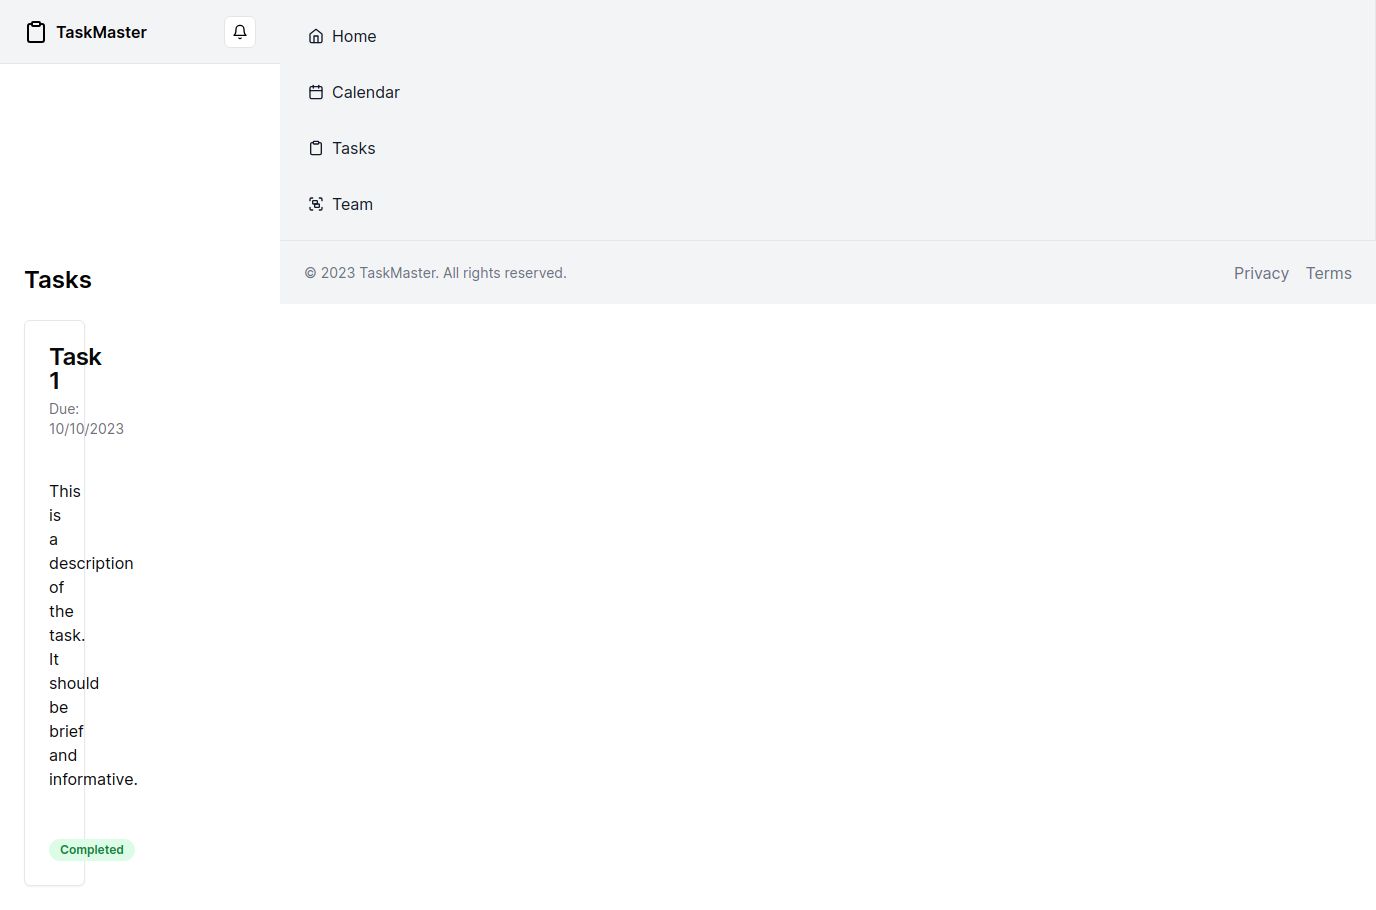 TaskMaster
Home
Calendar
Tasks
Team
© 2023 TaskMaster. All rights reserved.
Privacy Terms
Tasks
Task
1
Due:
10/10/2023
This
is
a
description
of
the
task.
It
should
be
brief
and
informative.
Completed